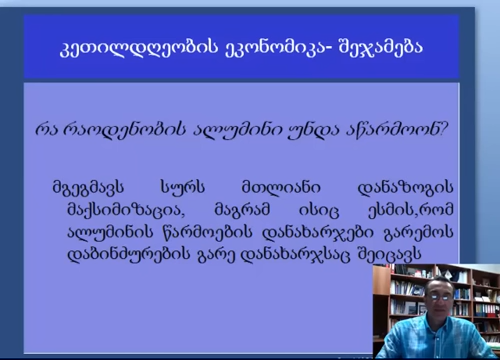 კეთილდღეობის ეკონომიკა- შეჯამება
რა რაოდენობის ალუმინი უნდა აწარმოონ?
მგეგმავს სურს მთლიანი დანაზოგის
მაქსიმიზაცია, მაგრამ ისიც ესმის,რომ
ალუმინის წარმოების დანახარჯები გარემოს
დაბინძურების გარე დანახარჯსაც შეიცავს